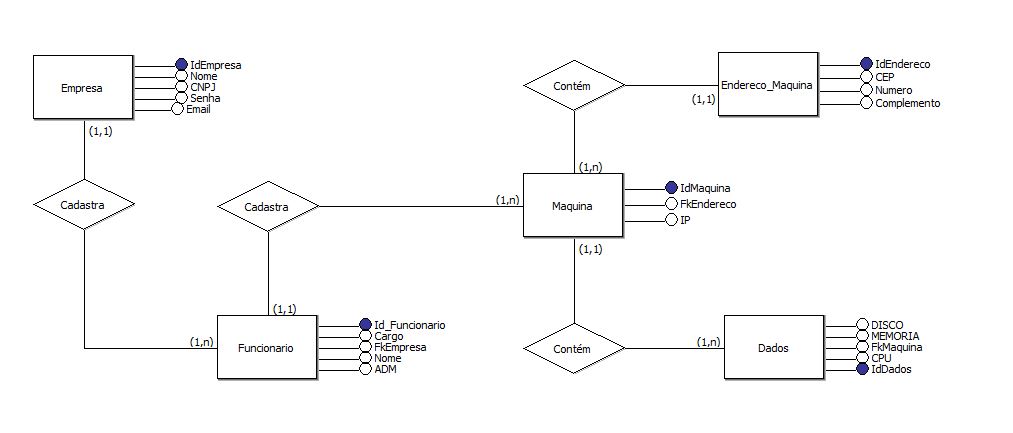 Empresa
IdEmpresa
Nome
CNPJ
Senha
Email
(1,1)
Cadastra
(1,n)
Cadastra
(1,1)
(1,n)
Funcionario
Id_Funcionario
Cargo
FkEmpresa
Nome
ADM
Contém
(1,1)
(1,n)
Endereco_Maquina
IdEndereco
CEP
Numero
Complemento
Maquina
IdMaquina
FkEndereco
IP
(1,1)
Contém
(1,n)
Dados
DISCO
MEMORIA
FkMaquina
CPU
IdDados